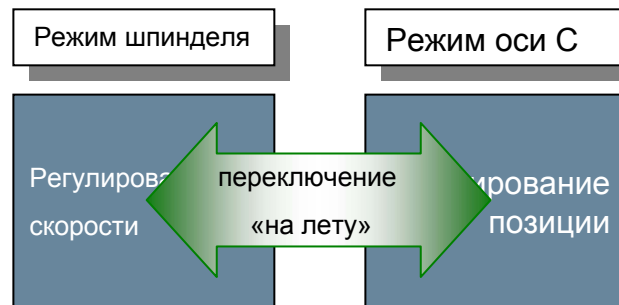 Режим шпинделя
Режим оси С
Регулирова
скорости
переключение
«на лету»
ирование
позиции